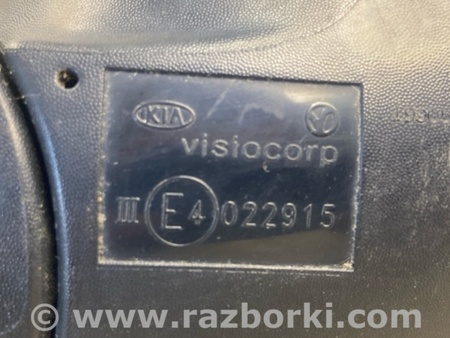 KIA
visiocorp
III E4 022915
www.razborki.com